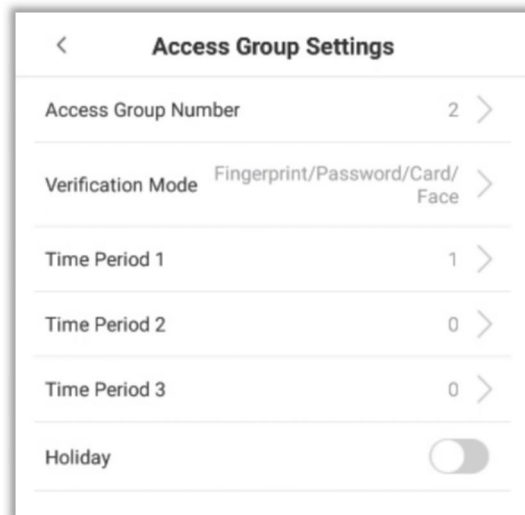 Access Group Settings
Access Group Number 2
Verification Mode Fingerprint/Password/Card/
Face
Time Period 1 1
Time Period 2 0
Time Period 3 0
Holiday